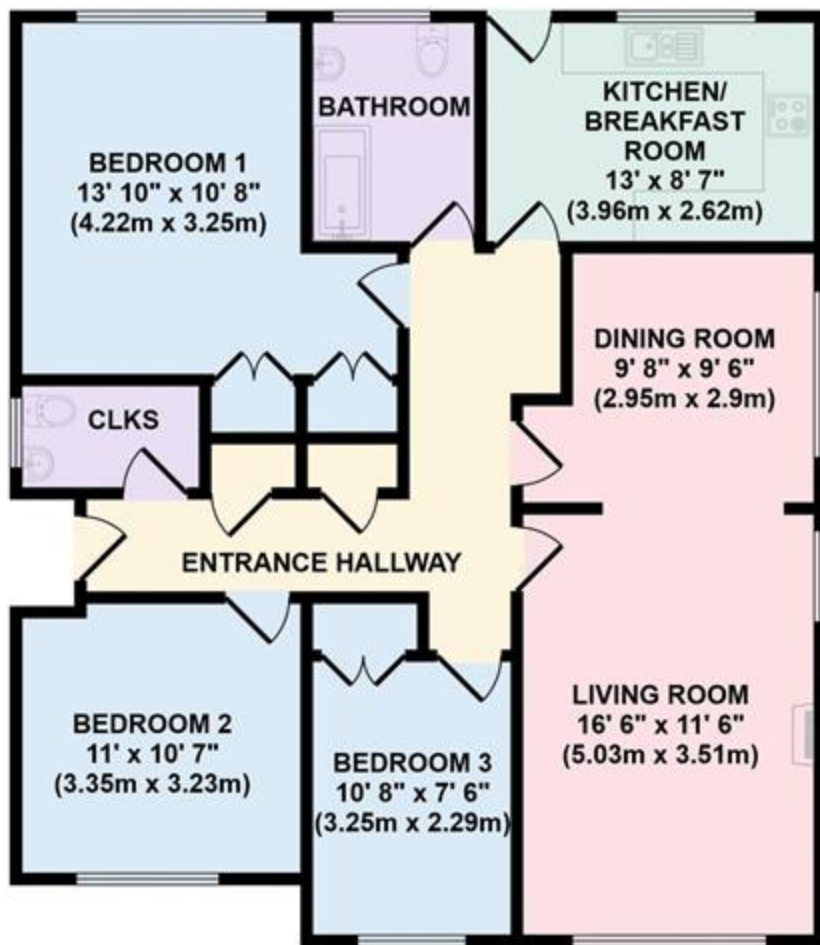 BEDROOM 1
13' 10" x 10' 8"
(4.22m x 3.25m)
BATHROOM
KITCHEN/
BREAKFAST
ROOM
13' x 8' 7"
(3.96m x 2.62m)
DINING ROOM
9' 8" x 9' 6"
(2.95m x 2.9m)
CLKS
ENTRANCE HALLWAY
BEDROOM 2
11' x 10' 7"
(3.35m x 3.23m)
BEDROOM 3
10' 8" x 7' 6"
(3.25m x 2.29m)
LIVING ROOM
16' 6" x 11' 6"
(5.03m x 3.51m)